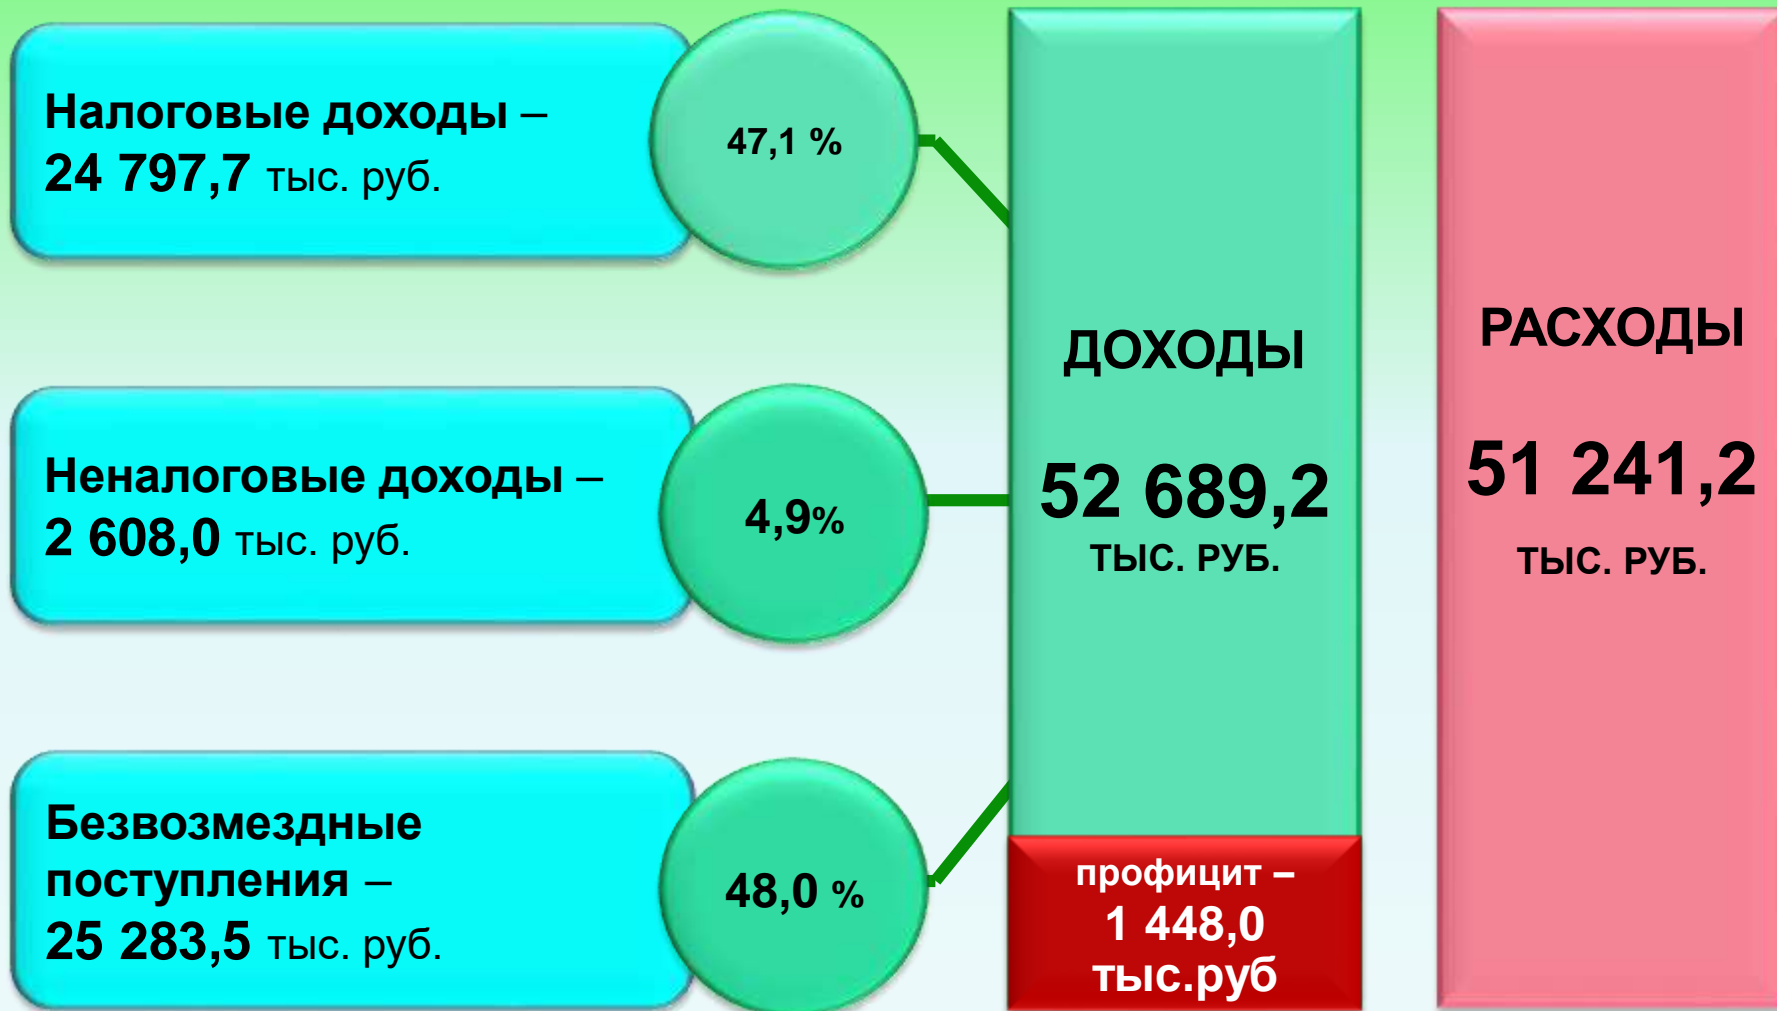 Налоговые доходы –
24 797,7 тыс. руб.
47,1 %
Неналоговые доходы –
2 608,0 тыс. руб.
4,9%
Безвозмездные
поступления –
25 283,5 тыс. руб.
48,0 %
ДОХОДЫ
52 689,2
ТЫС. РУБ.
профицит –
1 448,0
тыс.руб
РАСХОДЫ
51 241,2
ТЫС. РУБ.